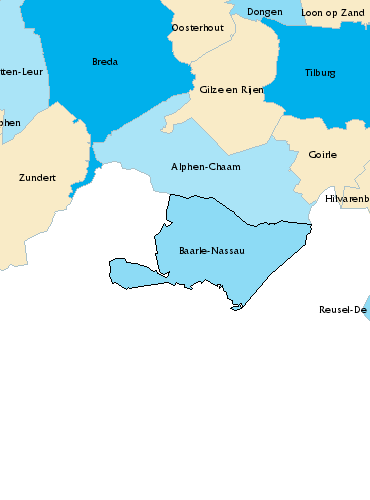 Dongen
Loon op Zand
Oosterhout
Breda
tten-Leur
Tilburg
Gilze en Rijen
phen
Goirle
Alphen-Chaam
Zundert
Hilvarenb
Baarle-Nassau
Reusel-De